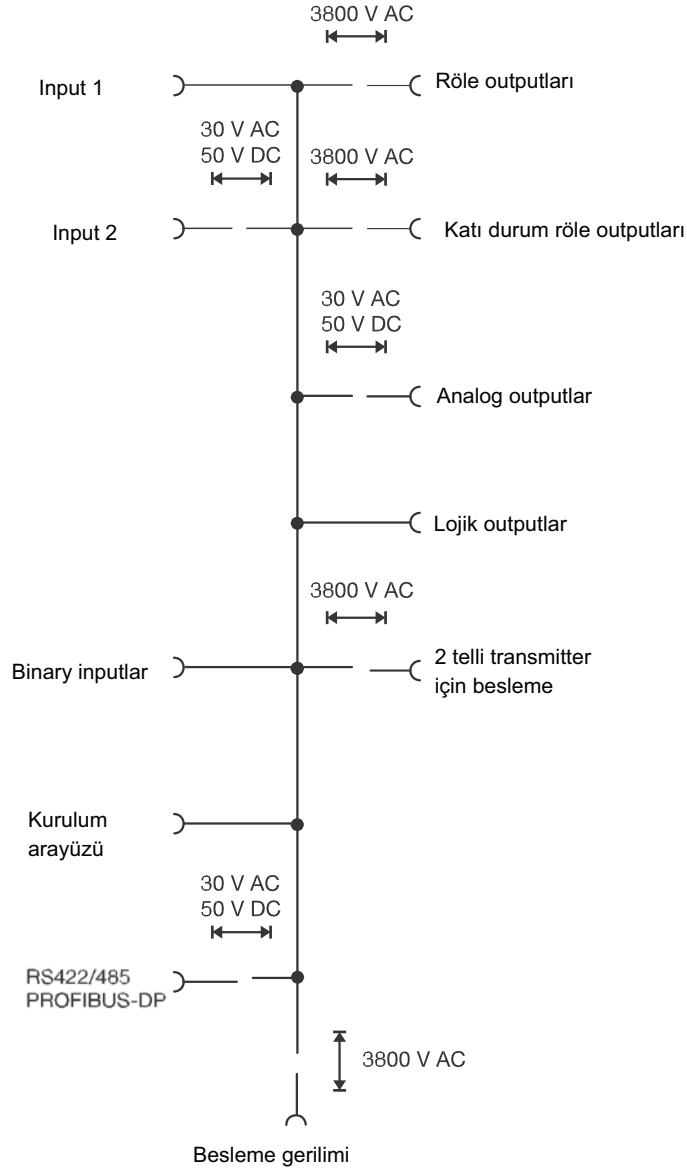 3800 V AC
Input 1
Röle outputları
30 V AC
50 V DC
3800 V AC
Input 2
Katı durum röle outputları
30 V AC
50 V DC
Analog outputlar
Lojik outputlar
3800 V AC
Binary inputlar
2 telli transmitter
için besleme
Kurulum
arayüzü
30 V AC
50 V DC
RS422/485
PROFIBUS-DP
3800 V AC
Besleme gerilimi